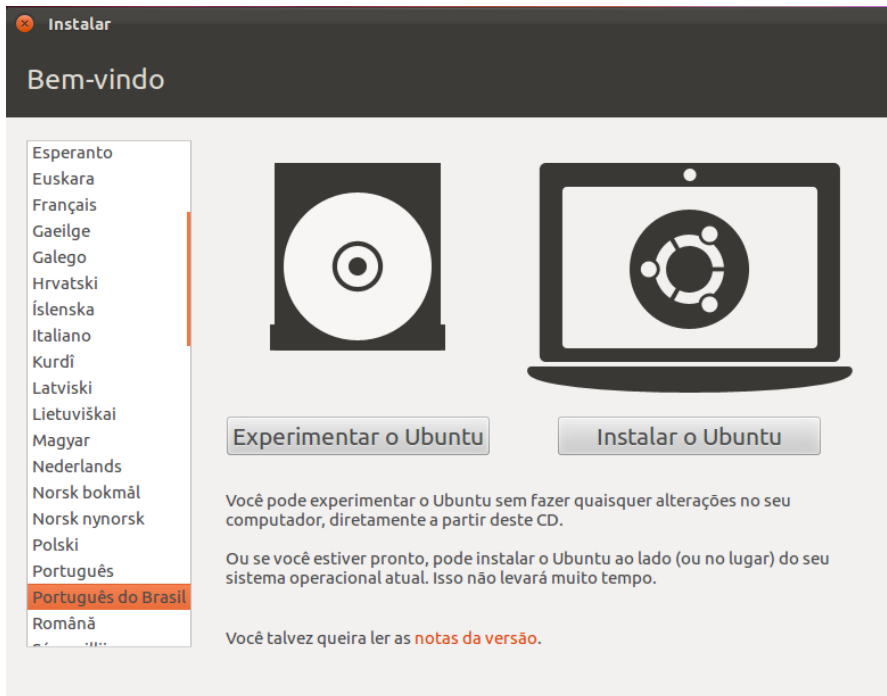 Instalar
Bem-vindo
Esperanto
Euskara
Français
Gaeilge
Galego
Hrvatski
Íslenska
Italiano
Kurdî
Latviski
Lietuviškai
Magyar
Nederlands
Norsk bokmål
Norsk nynorsk
Polski
Português
Português do Brasil
Română
Experimentar o Ubuntu
Instalar o Ubuntu
Você pode experimentar o Ubuntu sem fazer quaisquer alterações no seu
computador, diretamente a partir deste CD.
Ou se você estiver pronto, pode instalar o Ubuntu ao lado (ou no lugar) do seu
sistema operacional atual. Isso não levará muito tempo.
Você talvez queira ler as notas da versão.